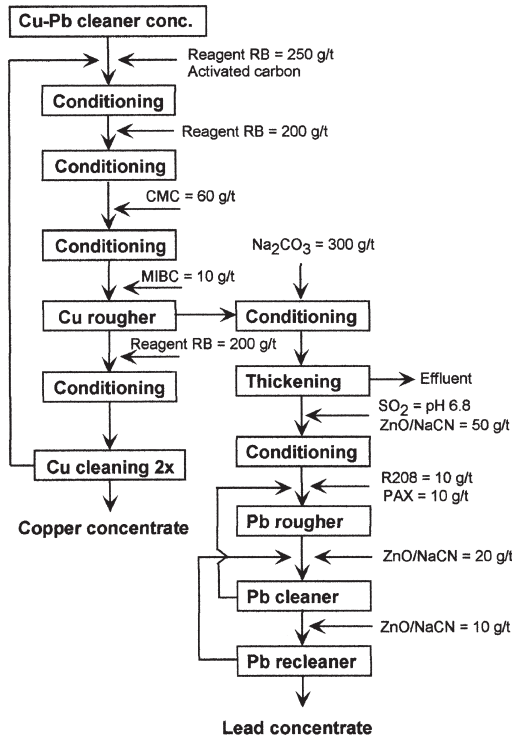 Cu-Pb cleaner conc.
Reagent RB = 250 g/t
Activated carbon
Conditioning
Reagent RB = 200 g/t
Conditioning
CMC = 60 g/t
Conditioning
Na₂CO₃ = 300 g/t
MIBC = 10 g/t
Cu rougher
Conditioning
Reagent RB = 200 g/t
Conditioning
Thickening
Effluent
SO₂ = pH 6.8
ZnO/NaCN = 50 g/t
Conditioning
Cu cleaning 2x
R208 = 10 g/t
PAX = 10 g/t
Copper concentrate
Pb rougher
ZnO/NaCN = 20 g/t
Pb cleaner
ZnO/NaCN = 10 g/t
Pb recleaner
Lead concentrate